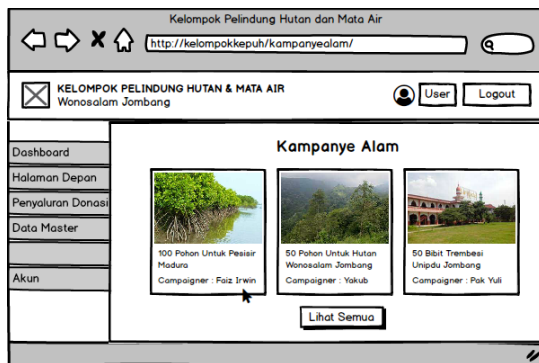 Kelompok Pelindung Hutan dan Mata Air
http://kelompokkepuh/kampanyealam/
KELOMPOK PELINDUNG HUTAN & MATA AIR
Wonosalam Jombang
User
Logout
Dashboard
Halaman Depan
Penyaluran Donasi
Data Master
Akun
Kampanye Alam
100 Pohon Untuk Pesisir
Madura
Campaigner : Faiz Irwin
50 Pohon Untuk Hutan
Wonosalam Jombang
Campaigner : Yakub
50 Bibit Trembesi
Unipdu Jombang
Campaigner : Pak Yuli
Lihat Semua